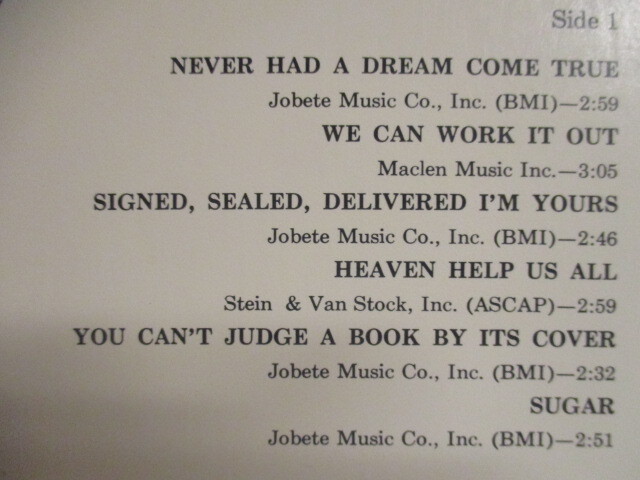 Side 1
NEVER HAD A DREAM COME TRUE
Jobete Music Co., Inc. (BMI)—2:59
WE CAN WORK IT OUT
Maclen Music Inc.—3:05
SIGNED, SEALED, DELIVERED I'M YOURS
Jobete Music Co., Inc. (BMI)—2:46
HEAVEN HELP US ALL
Stein & Van Stock, Inc. (ASCAP)—2:59
YOU CAN'T JUDGE A BOOK BY ITS COVER
Jobete Music Co., Inc. (BMI)—2:32
SUGAR
Jobete Music Co., Inc. (BMI)—2:51